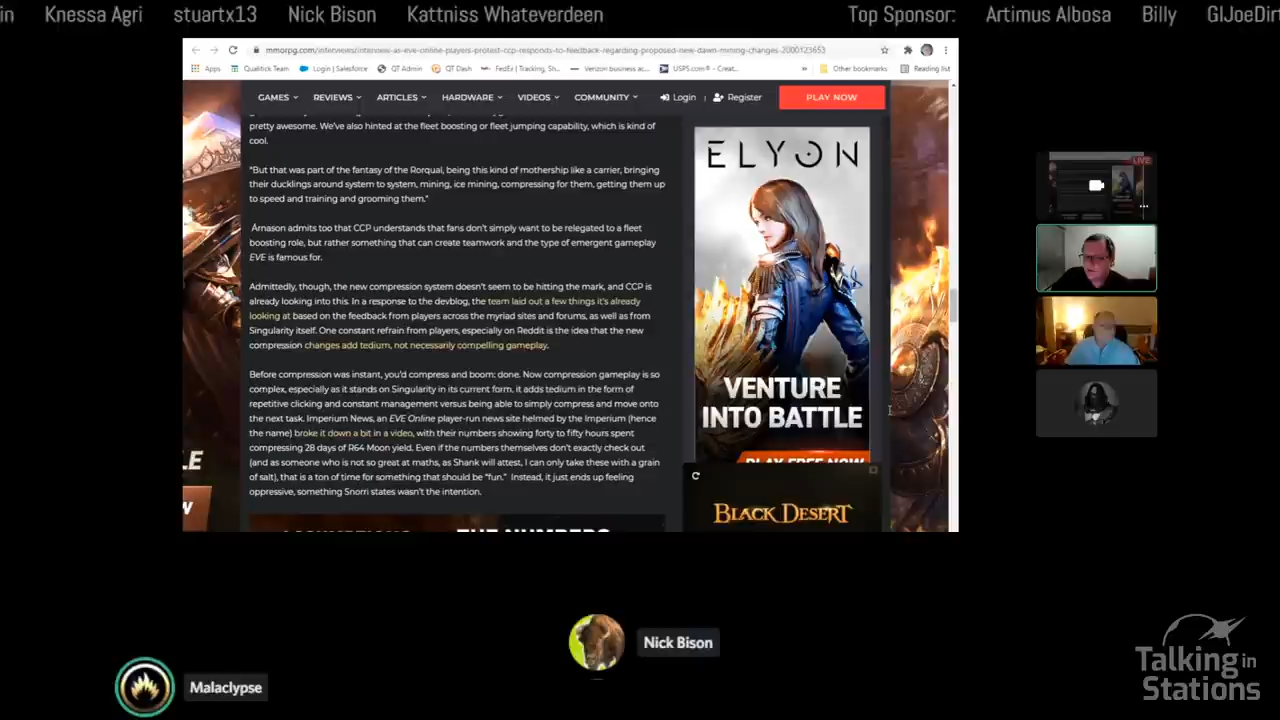 in Knessa Agri stuartx13 Nick Bison Kattniss Whateverdeen Top Sponsor: Artimus Albosa Billy GIJoeDir
mmorpg.com/interviews/interview-as-eve-online-players-protest-ccp-responds-to-feedback-regarding-proposed-new-dawn-mining-changes-2000123653
Apps Qualitick Team Login | Salesforce QT Admin QT Dash FedEx | Tracking, Sh... Verizon business ac... USPS.com® - Creat... » Other bookmarks Reading list
GAMES REVIEWS ARTICLES HARDWARE VIDEOS COMMUNITY Login | Register PLAY NOW
pretty awesome. We've also hinted at the fleet boosting or fleet jumping capability, which is kind of
cool.
"But that was part of the fantasy of the Rorqual, being this kind of mothership like a carrier, bringing
their ducklings around system to system, mining, ice mining, compressing for them, getting them up
to speed and training and grooming them."
Árnason admits too that CCP understands that fans don't simply want to be relegated to a fleet
boosting role, but rather something that can create teamwork and the type of emergent gameplay
EVE is famous for.
Admittedly, though, the new compression system doesn't seem to be hitting the mark, and CCP is
already looking into this. In a response to the devblog, the team laid out a few things it's already
looking at based on the feedback from players across the myriad sites and forums, as well as from
Singularity itself. One constant refrain from players, especially on Reddit is the idea that the new
compression changes add tedium, not necessarily compelling gameplay.
Before compression was instant, you'd compress and boom: done. Now compression gameplay is so
complex, especially as it stands on Singularity in its current form, it adds tedium in the form of
repetitive clicking and constant management versus being able to simply compress and move onto
the next task. Imperium News, an EVE Online player-run news site helmed by the Imperium (hence
the name) broke it down a bit in a video, with their numbers showing forty to fifty hours spent
compressing 28 days of R64 Moon yield. Even if the numbers themselves don't exactly check out
(and as someone who is not so great at maths, as Shank will attest, I can only take these with a grain
of salt), that is a ton of time for something that should be "fun." Instead, it just ends up feeling
oppressive, something Snorri states wasn't the intention.
THE NUMBERS
ELYON
VENTURE
INTO BATTLE
PLAY FREE NOW
BLACK DESERT
LE
W
LIVE
Nick Bison
Malaclypse
Talking in
Stations